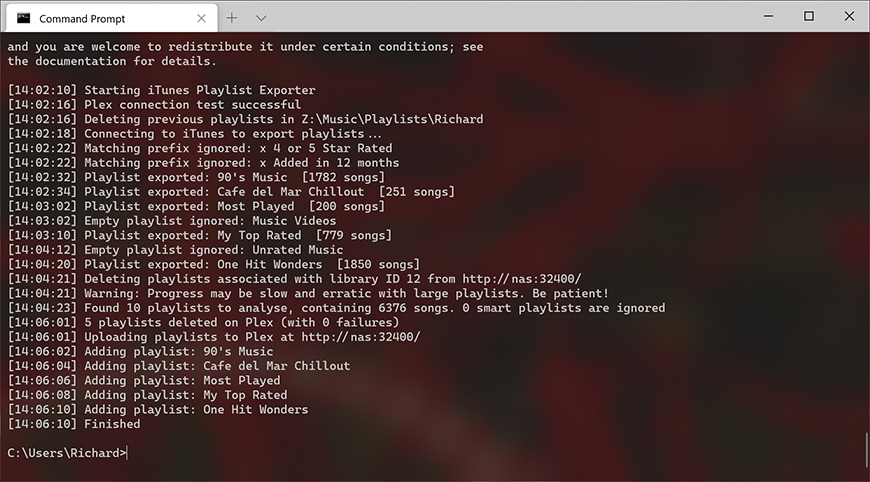 Command Prompt
and you are welcome to redistribute it under certain conditions; see
the documentation for details.
[14:02:10] Starting iTunes Playlist Exporter
[14:02:16] Plex connection test successful
[14:02:16] Deleting previous playlists in Z:\Music\Playlists\Richard
[14:02:18] Connecting to iTunes to export playlists...
[14:02:22] Matching prefix ignored: x 4 or 5 Star Rated
[14:02:22] Matching prefix ignored: x Added in 12 months
[14:02:32] Playlist exported: 90's Music  [1782 songs]
[14:02:34] Playlist exported: Cafe del Mar Chillout  [251 songs]
[14:03:02] Playlist exported: Most Played  [200 songs]
[14:03:02] Empty playlist ignored: Music Videos
[14:03:10] Playlist exported: My Top Rated  [779 songs]
[14:04:12] Empty playlist ignored: Unrated Music
[14:04:20] Playlist exported: One Hit Wonders  [1850 songs]
[14:04:21] Deleting playlists associated with library ID 12 from http://nas:32400/
[14:04:21] Warning: Progress may be slow and erratic with large playlists. Be patient!
[14:04:23] Found 10 playlists to analyse, containing 6376 songs. 0 smart playlists are ignored
[14:06:01] 5 playlists deleted on Plex (with 0 failures)
[14:06:01] Uploading playlists to Plex at http://nas:32400/
[14:06:02] Adding playlist: 90's Music
[14:06:04] Adding playlist: Cafe del Mar Chillout
[14:06:06] Adding playlist: Most Played
[14:06:08] Adding playlist: My Top Rated
[14:06:10] Adding playlist: One Hit Wonders
[14:06:10] Finished
C:\Users\Richard>